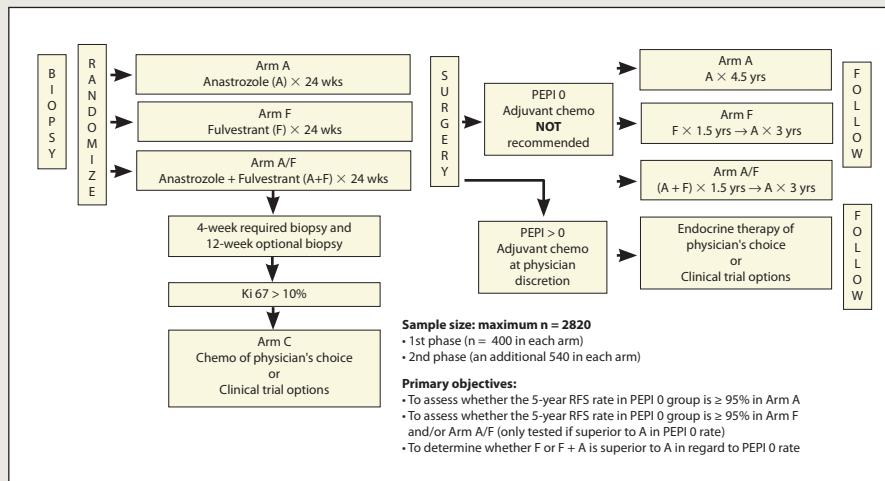 BIOPSY
RANDOMIZE
Arm A
Anastrozole (A) × 24 wks
Arm F
Fulvestrant (F) × 24 wks
Arm A/F
Anastrozole + Fulvestrant (A+F) × 24 wks
4-week required biopsy and
12-week optional biopsy
Ki 67 > 10%
Arm C
Chemo of physician's choice
or
Clinical trial options
SURGERY
PEPI 0
Adjuvant chemo
NOT
recommended
PEPI > 0
Adjuvant chemo
at physician
discretion
Arm A
A × 4.5 yrs
Arm F
F × 1.5 yrs → A × 3 yrs
Arm A/F
(A + F) × 1.5 yrs → A × 3 yrs
Endocrine therapy of
physician's choice
or
Clinical trial options
FOLLOW
FOLLOW
Sample size: maximum n = 2820
• 1st phase (n = 400 in each arm)
• 2nd phase (an additional 540 in each arm)
Primary objectives:
• To assess whether the 5-year RFS rate in PEPI 0 group is ≥ 95% in Arm A
• To assess whether the 5-year RFS rate in PEPI 0 group is ≥ 95% in Arm F
and/or Arm A/F (only tested if superior to A in PEPI 0 rate)
• To determine whether F or F + A is superior to A in regard to PEPI 0 rate